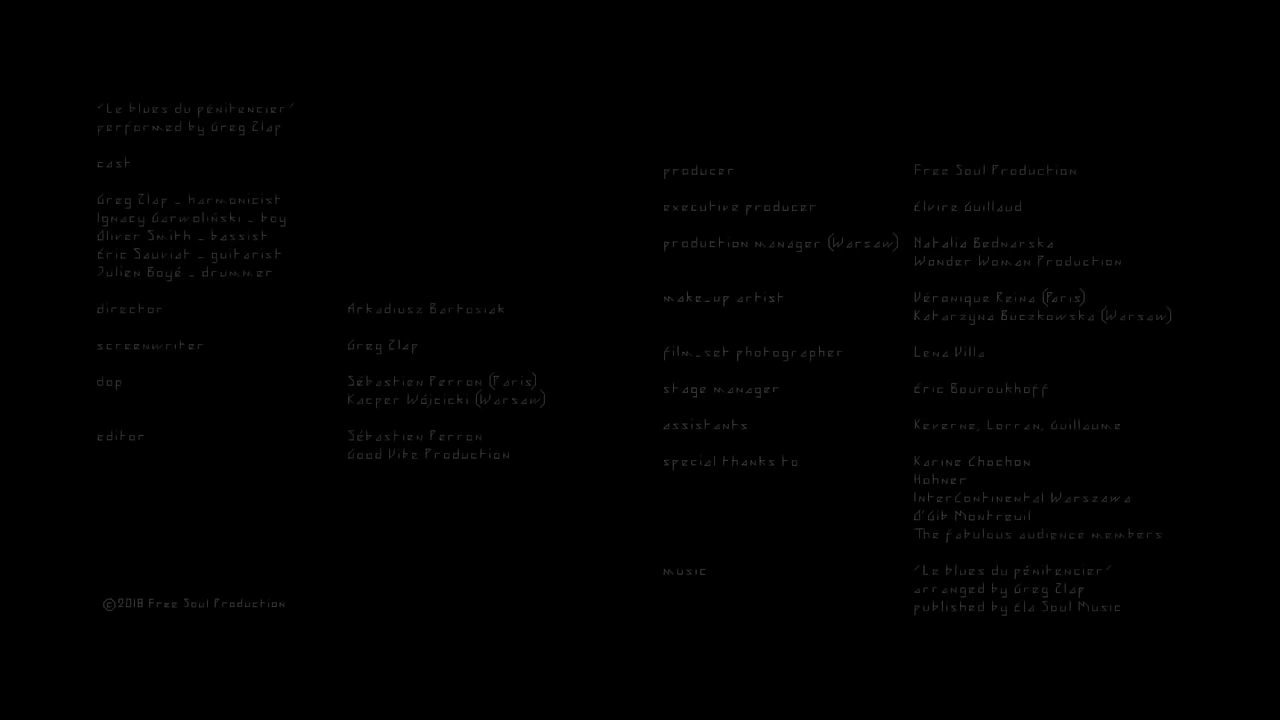 “Le blues du pénitencier”
performed by Greg Zlap
cast
Greg Zlap - harmonicist
Ignacy Garwoliński - boy
Oliver Smith - bassist
Éric Sauviat - guitarist
Julien Boyé - drummer
director Arkadiusz Bartosiak
screenwriter Greg Zlap
dop Sébastien Perron (Paris)
Kacper Wójcicki (Warsaw)
editor Sébastien Perron
Good Vibe Production
©2018 Free Soul Production
producer Free Soul Production
executive producer Elvire Guillaud
production manager (Warsaw) Natalia Bednarska
Wonder Woman Production
make-up artist Véronique Reina (Paris)
Katarzyna Buczkowska (Warsaw)
film-set photographer Lena Villa
stage manager Éric Bouroukhoff
assistants Keverne, Lorran, Guillaume
special thanks to Karine Chochon
Hohner
InterContinental Warszawa
O'Gib Montreuil
The fabulous audience members
music “Le blues du pénitencier”
arranged by Greg Zlap
published by Ela Soul Music